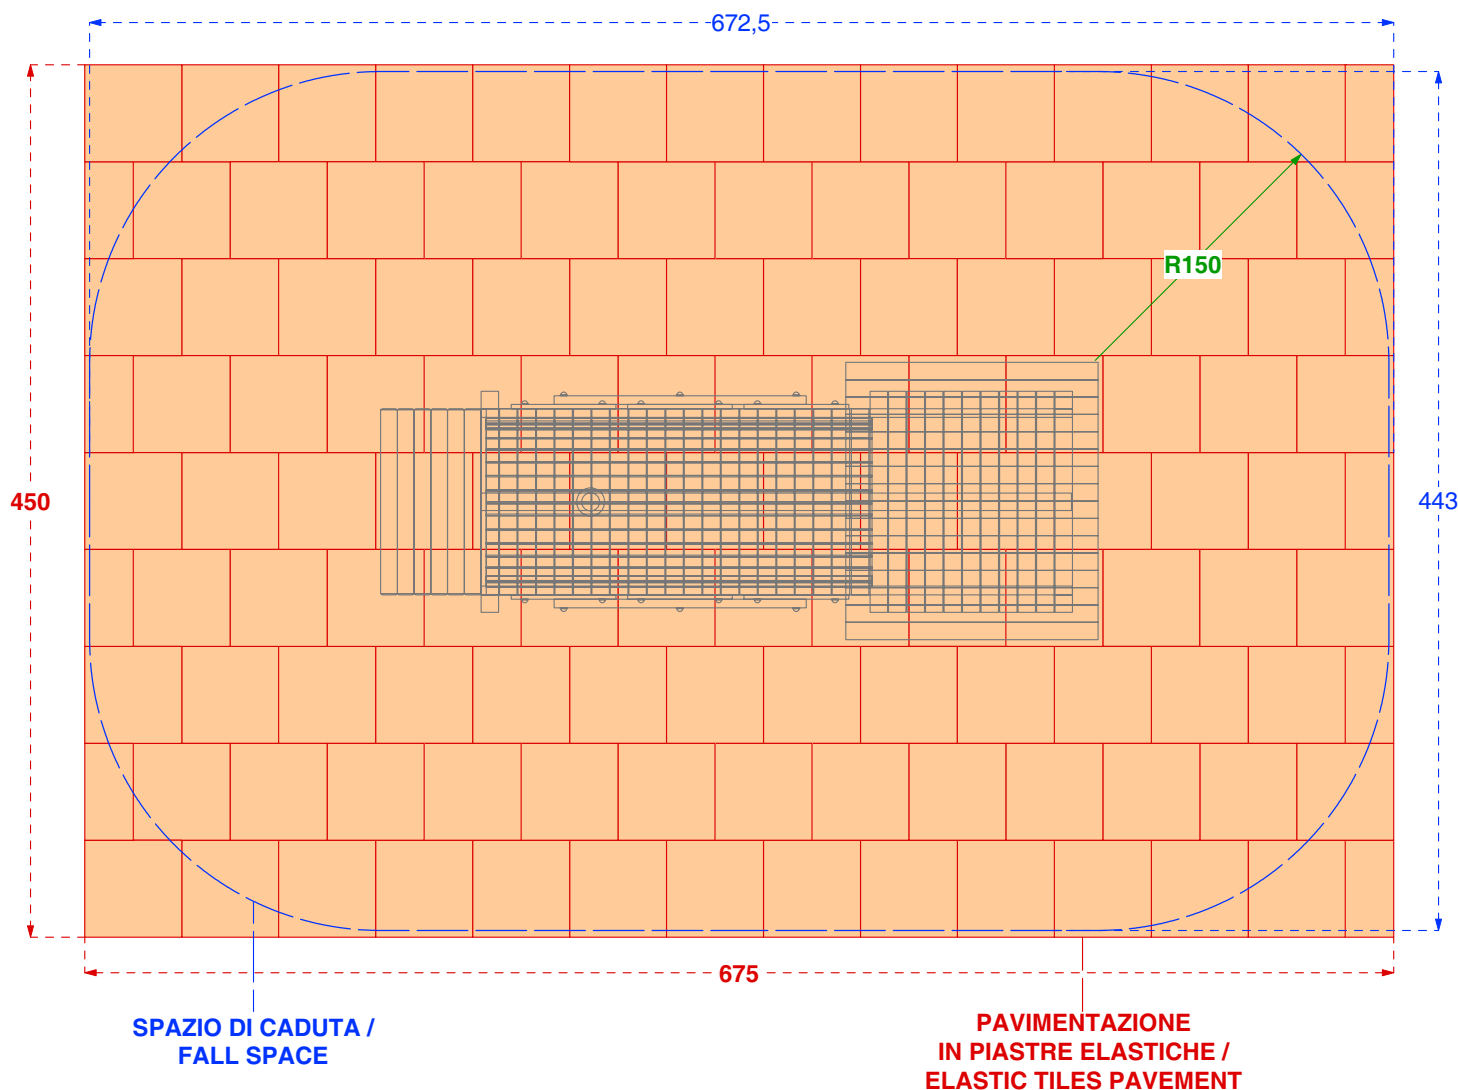 672,5
R150
450
443
675
SPAZIO DI CADUTA /
FALL SPACE
PAVIMENTAZIONE
IN PIASTRE ELASTICHE /
ELASTIC TILES PAVEMENT